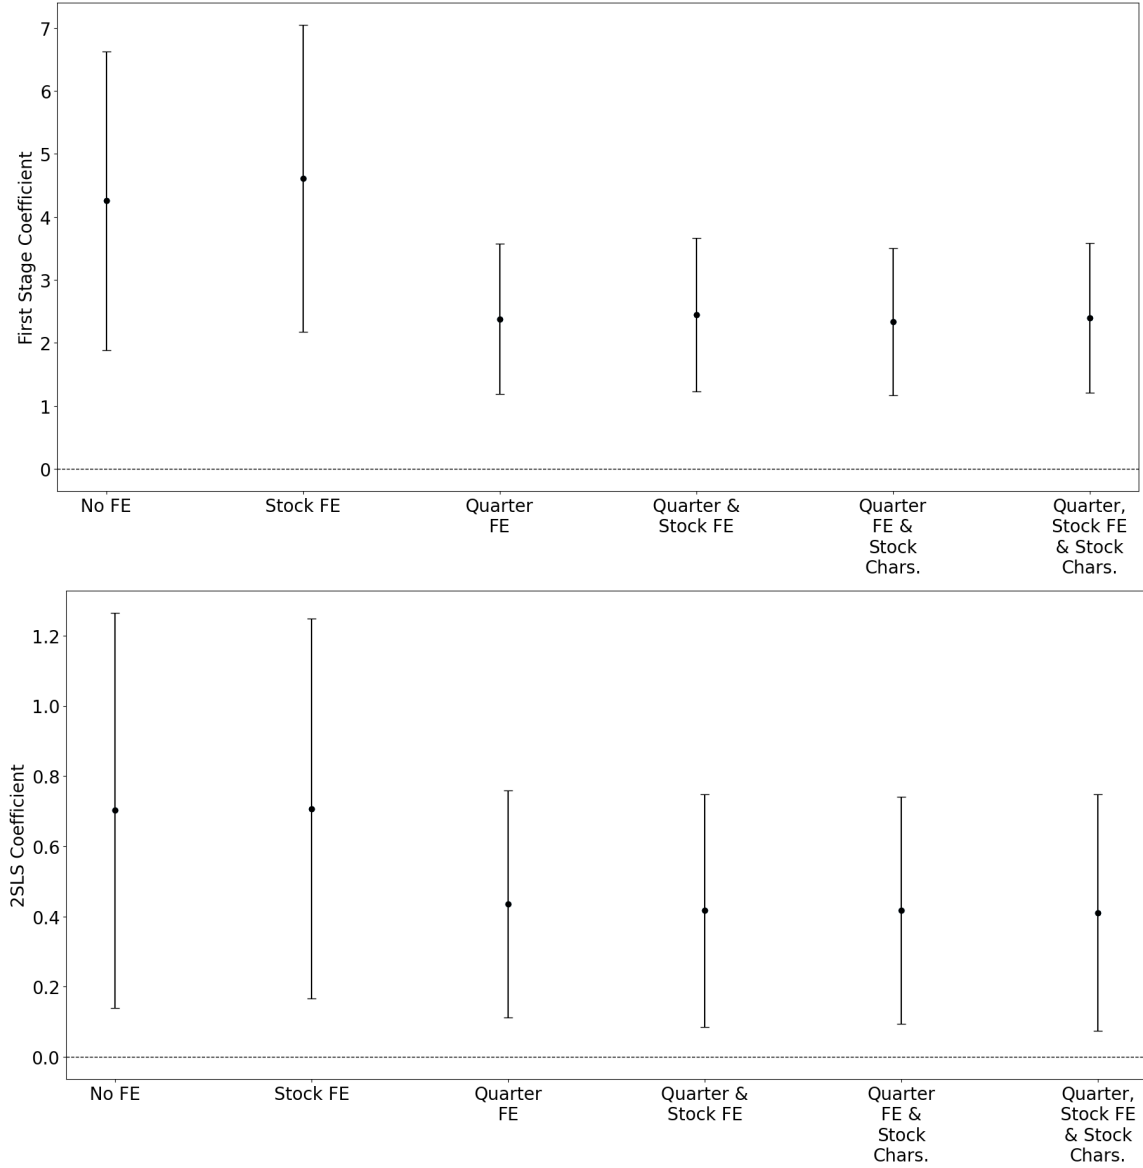 7
6
5
4
3
2
1
0
First Stage Coefficient
No FE
Stock FE
Quarter
FE
Quarter &
Stock FE
Quarter
FE &
Stock
Chars.
Quarter,
Stock FE
& Stock
Chars.
1.2
1.0
0.8
0.6
0.4
0.2
0.0
2SLS Coefficient
No FE
Stock FE
Quarter
FE
Quarter &
Stock FE
Quarter
FE &
Stock
Chars.
Quarter,
Stock FE
& Stock
Chars.